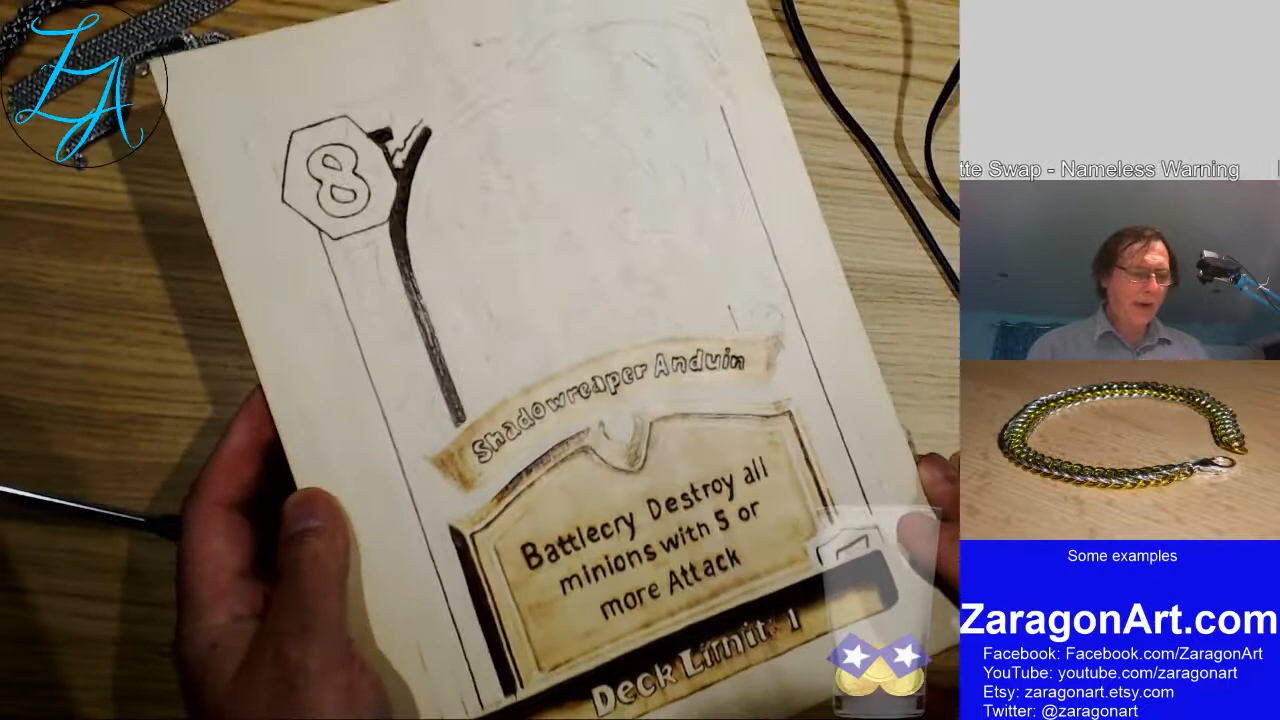 ZA
8
Shadowreaper Anduin
Battlecry Destroy all
minions with 5 or
more Attack
Deck Limit: 1
tte Swap - Nameless Warning
Some examples
ZaragonArt.com
Facebook: Facebook.com/ZaragonArt
YouTube: youtube.com/zaragonart
Etsy: zaragonart.etsy.com
Twitter: @zaragonart